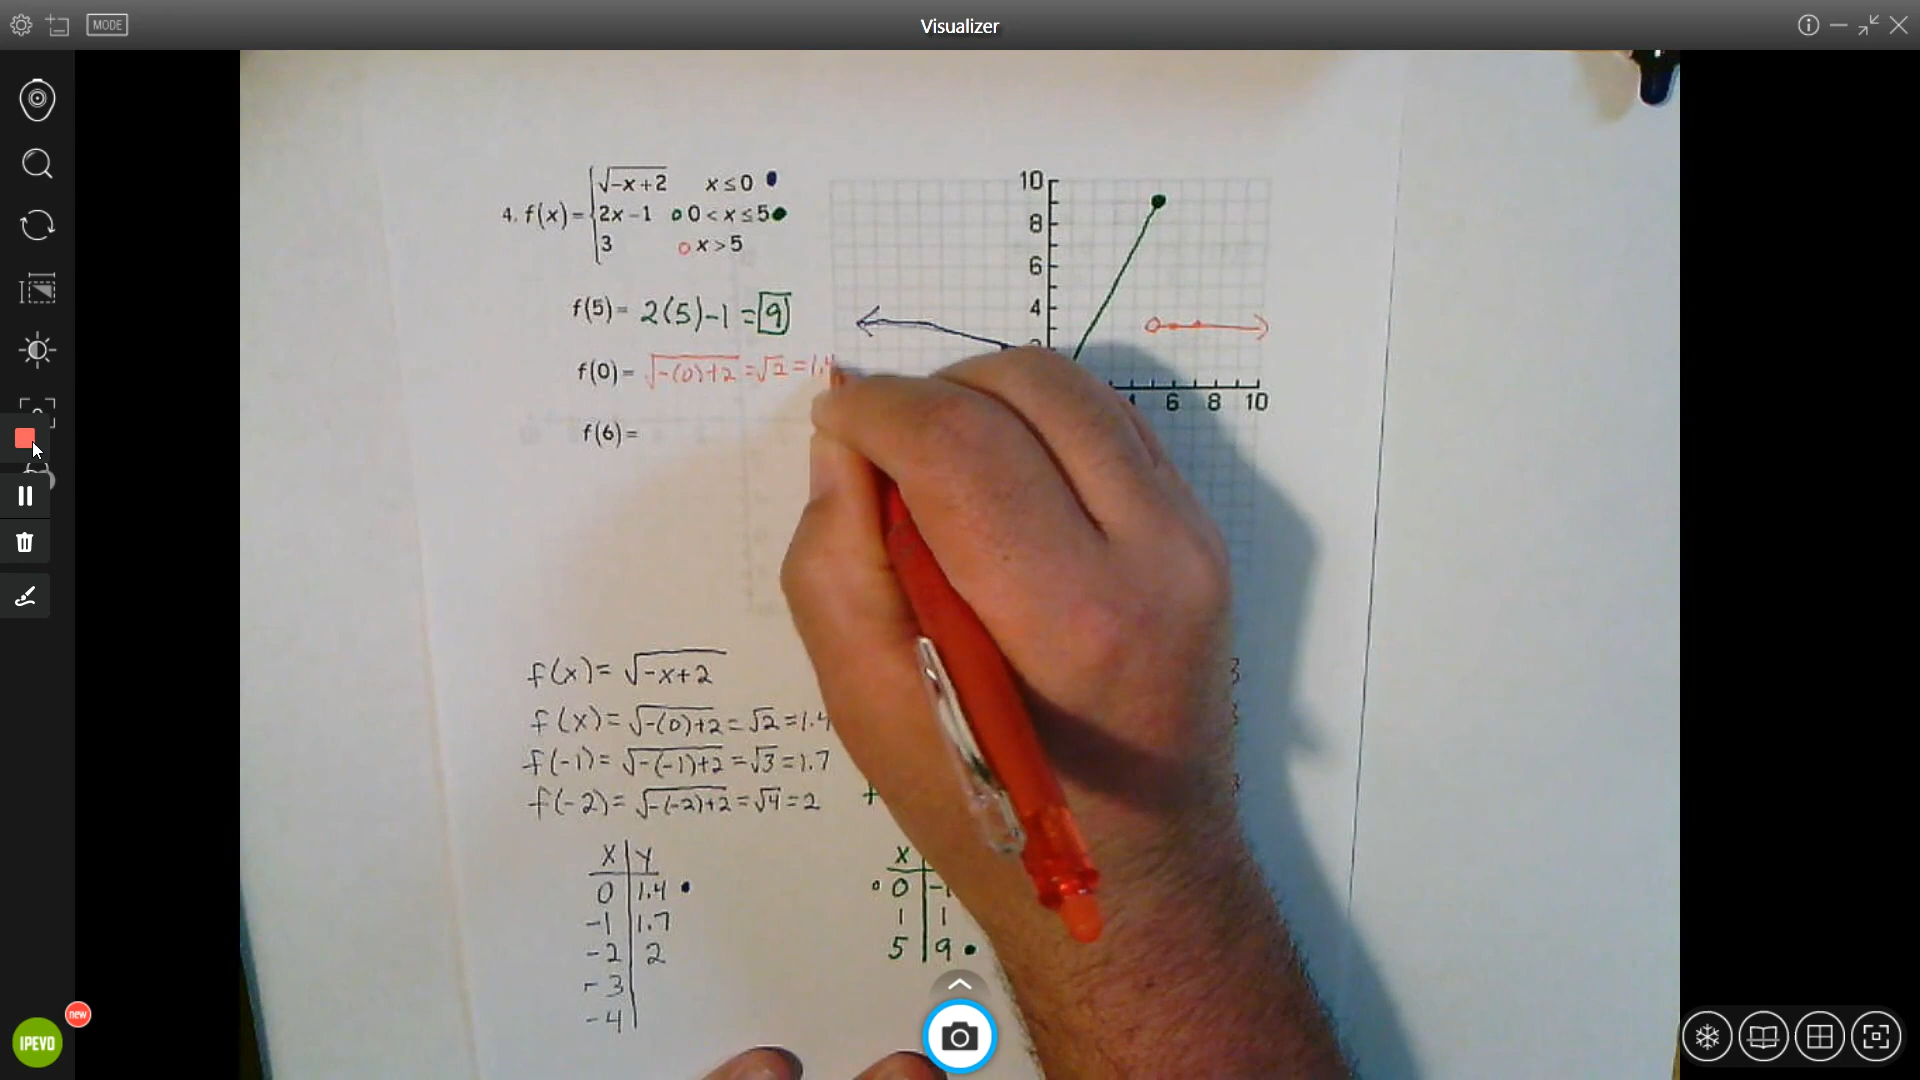 MODE
Visualizer
4. f(x) = √-x+2 x ≤ 0
2x - 1 0 < x ≤ 5
3 x > 5
f(5) = 2(5)-1 = 9
f(0) = √-(0)+2 = √2 = 1.4
f(6) =
10
8
6
4
6 8 10
f(x) = √-x+2
f(x) = √-(0)+2 = √2 = 1.4
f(-1) = √-(-1)+2 = √3 = 1.7
f(-2) = √-(-2)+2 = √4 = 2
f
x y
0 1.4
-1 1.7
-2 2
-3
-4
x
0 -1
1 1
5 9
3
3
new
IPEVO